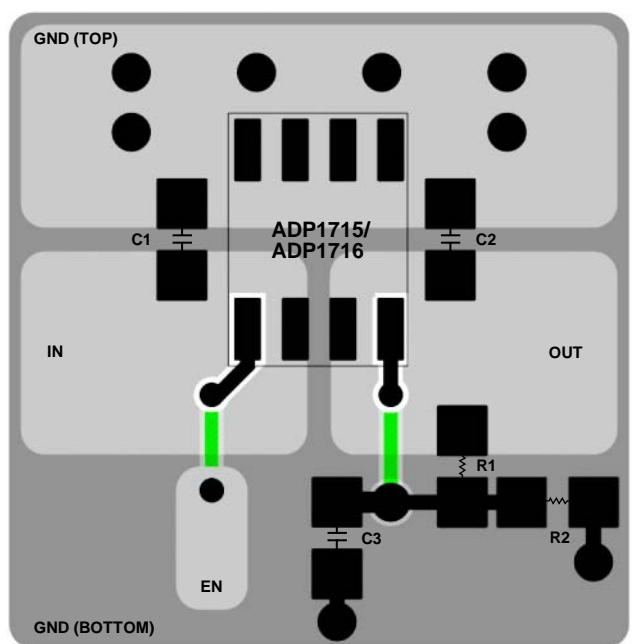 GND (TOP)
ADP1715/
ADP1716
C1
C2
IN
OUT
R1
R2
C3
EN
GND (BOTTOM)